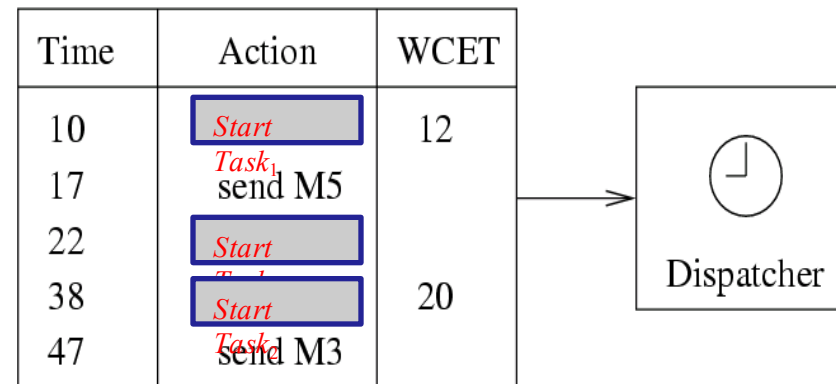 Time Action WCET
10 Start 12
Task1
17 send M5
22 Start
38 Start 20
Task2
47 send M3
Dispatcher